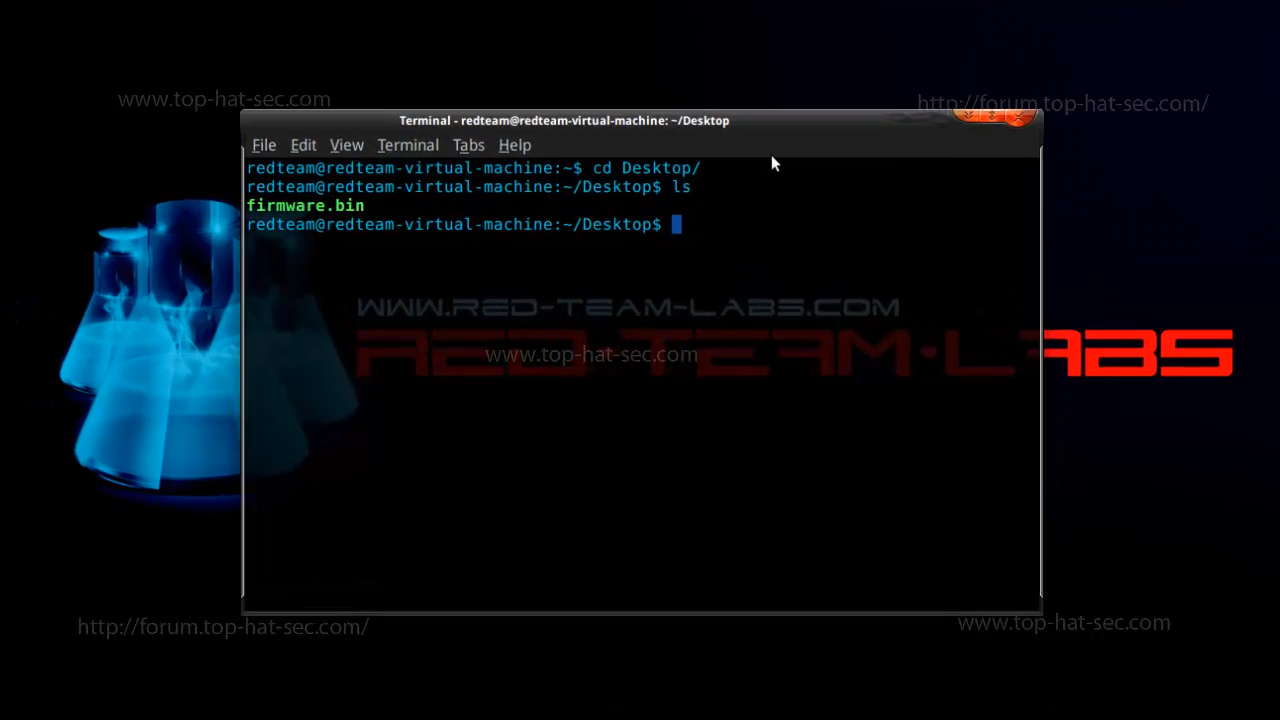 www.top-hat-sec.com
http://forum.top-hat-sec.com/
Terminal - redteam@redteam-virtual-machine: ~/Desktop
File Edit View Terminal Tabs Help
redteam@redteam-virtual-machine:~$ cd Desktop/
redteam@redteam-virtual-machine:~/Desktop$ ls
firmware.bin
redteam@redteam-virtual-machine:~/Desktop$
WWW.RED-TEAM-LABS.COM
RED-TEAM-LABS
www.top-hat-sec.com
http://forum.top-hat-sec.com/
www.top-hat-sec.com